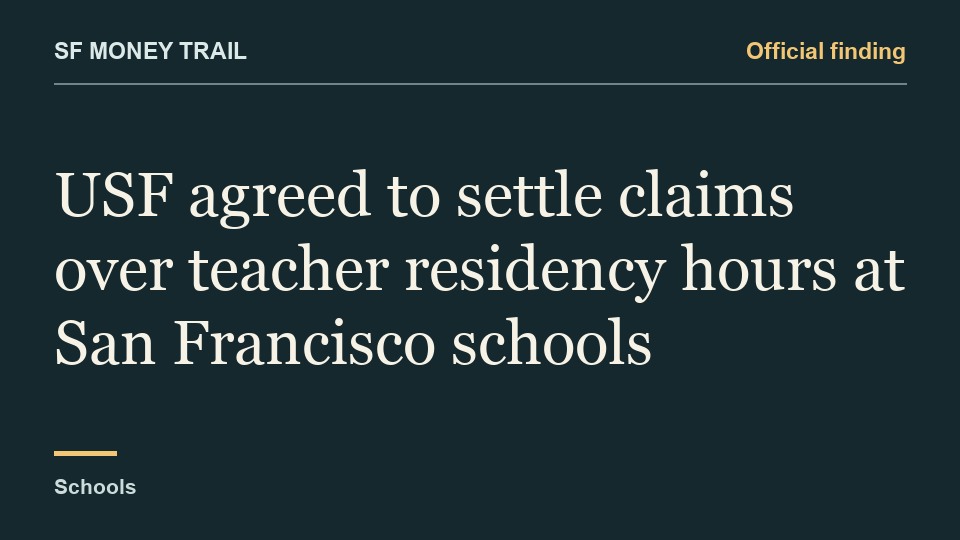 SF MONEY TRAIL
Official finding
USF agreed to settle claims
over teacher residency hours at
San Francisco schools
Schools